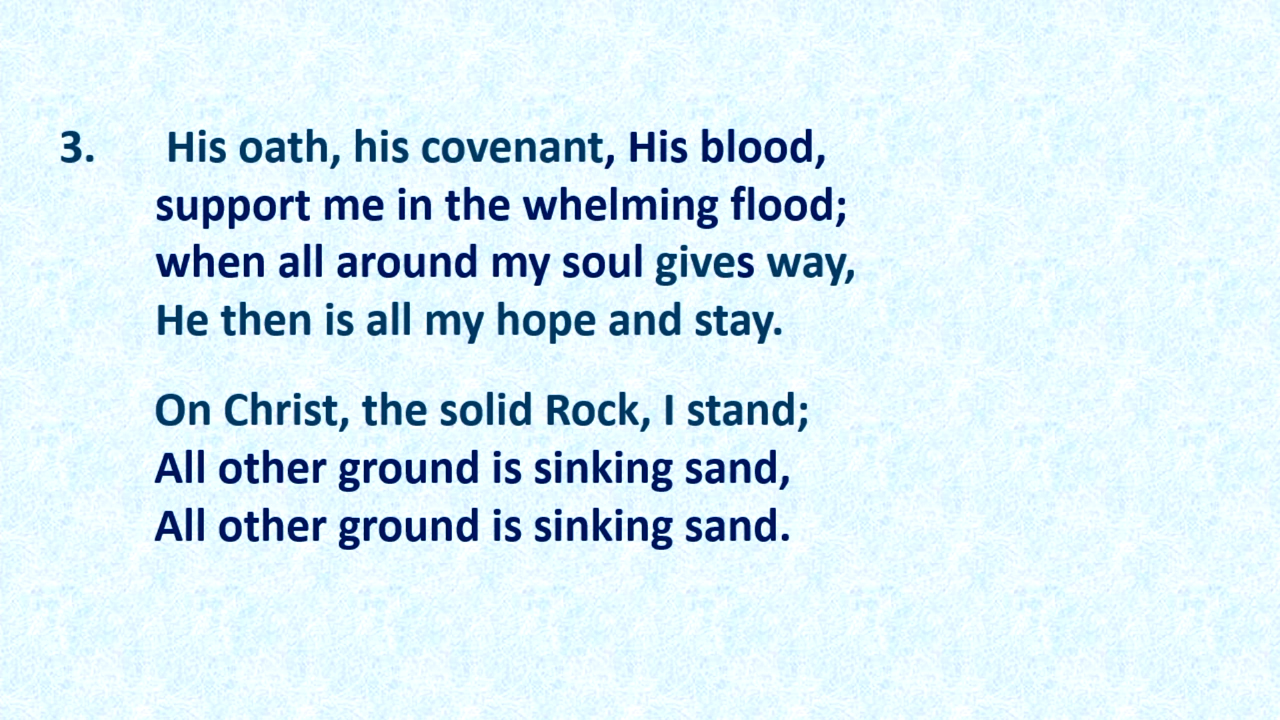 3. His oath, his covenant, His blood,
support me in the whelming flood;
when all around my soul gives way,
He then is all my hope and stay.
On Christ, the solid Rock, I stand;
All other ground is sinking sand,
All other ground is sinking sand.